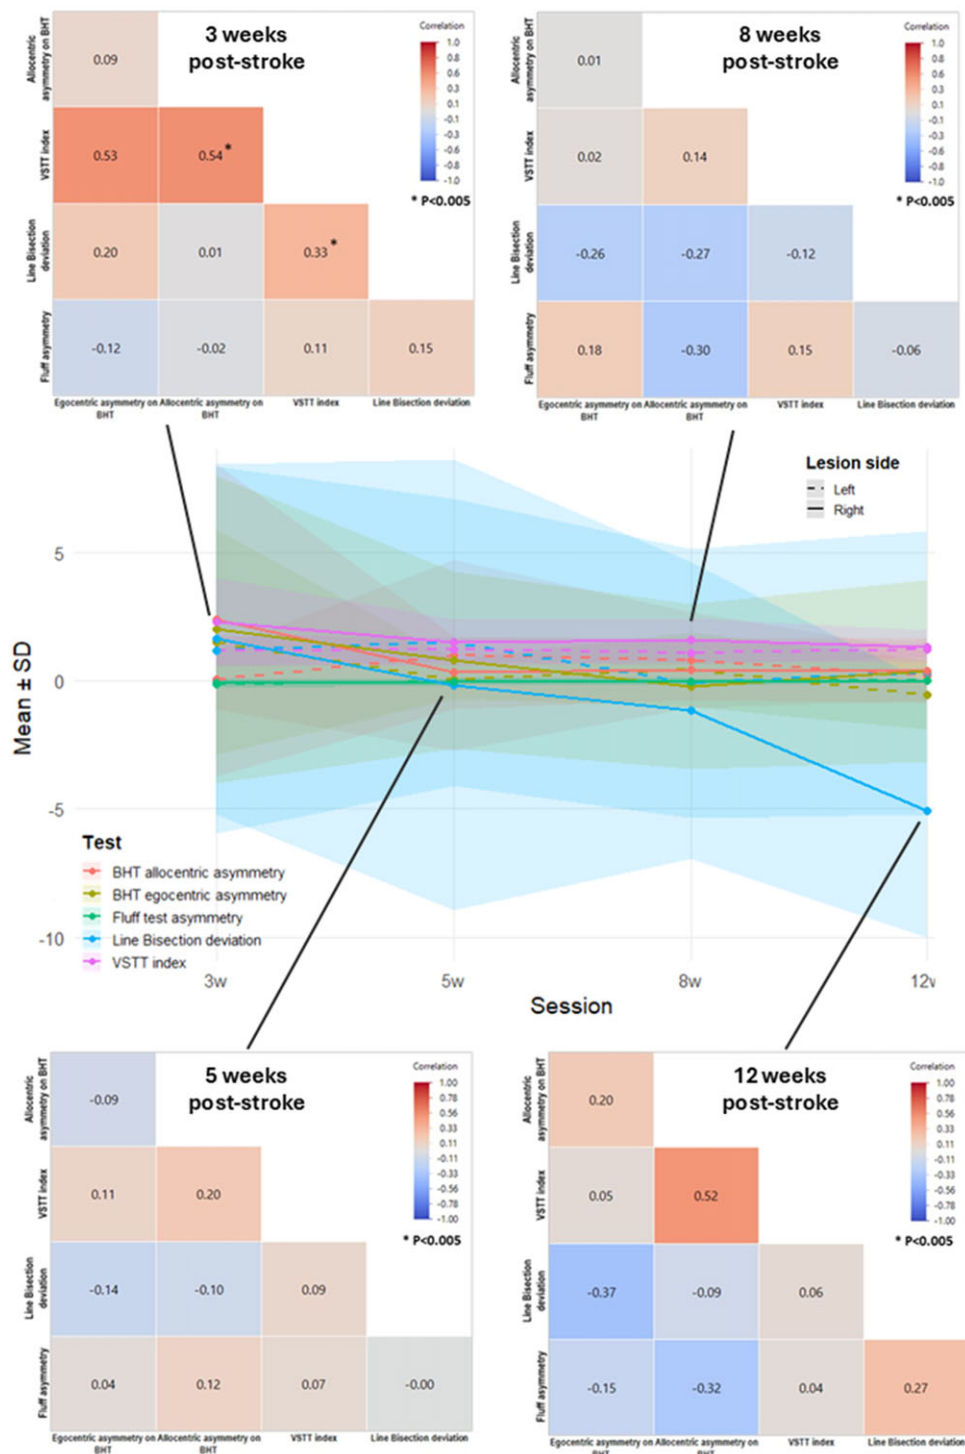 3 weeks
post-stroke
Correlation
1.0
0.8
0.6
0.3
0.1
-0.1
-0.3
-0.6
-0.8
-1.0
* P<0.005
Allocentric
asymmetry on BHT
0.09
VSTT index
0.53
0.54 *
Line Bisection
deviation
0.20
0.01
0.33 *
Fluff asymmetry
-0.12
-0.02
0.11
0.15
Egocentric asymmetry on
BHT
Allocentric asymmetry on
BHT
VSTT index
Line Bisection deviation
8 weeks
post-stroke
Correlation
1.0
0.8
0.6
0.3
0.1
-0.1
-0.3
-0.6
-0.8
-1.0
* P<0.005
Allocentric
asymmetry on BHT
0.01
VSTT index
0.02
0.14
Line Bisection
deviation
-0.26
-0.27
-0.12
Fluff asymmetry
0.18
-0.30
0.15
-0.06
Egocentric asymmetry on
BHT
Allocentric asymmetry on
BHT
VSTT index
Line Bisection deviation
Lesion side
Left
Right
Mean ± SD
5
0
-5
-10
Test
BHT allocentric asymmetry
BHT egocentric asymmetry
Fluff test asymmetry
Line Bisection deviation
VSTT index
3w
5w
8w
12w
Session
5 weeks
post-stroke
Correlation
1.00
0.78
0.56
0.33
0.11
-0.11
-0.33
-0.56
-0.78
-1.00
* P<0.005
Allocentric
asymmetry on BHT
-0.09
VSTT index
0.11
0.20
Line Bisection
deviation
-0.14
-0.10
0.09
Fluff asymmetry
0.04
0.12
0.07
-0.00
Egocentric asymmetry on
BHT
Allocentric asymmetry on
BHT
VSTT index
Line Bisection deviation
12 weeks
post-stroke
Correlation
1.00
0.78
0.56
0.33
0.11
-0.11
-0.33
-0.56
-0.78
-1.00
* P<0.005
Allocentric
asymmetry on BHT
0.20
VSTT index
0.05
0.52
Line Bisection
deviation
-0.37
-0.09
0.06
Fluff asymmetry
-0.15
-0.32
0.04
0.27
Egocentric asymmetry on
BHT
Allocentric asymmetry on
BHT
VSTT index
Line Bisection deviation